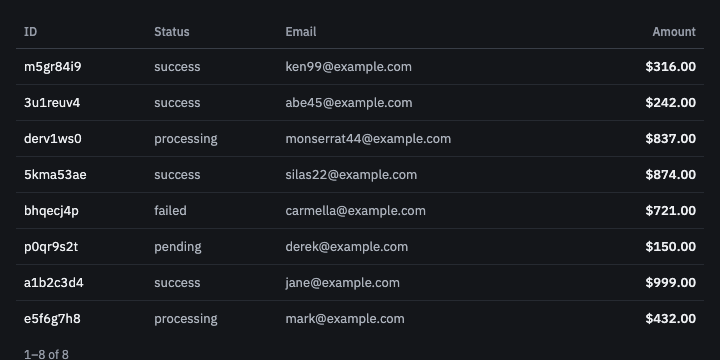 ID Status Email Amount
m5gr84i9 success ken99@example.com $316.00
3u1reuv4 success abe45@example.com $242.00
derv1ws0 processing monserrat44@example.com $837.00
5kma53ae success silas22@example.com $874.00
bhqecj4p failed carmella@example.com $721.00
p0qr9s2t pending derek@example.com $150.00
a1b2c3d4 success jane@example.com $999.00
e5f6g7h8 processing mark@example.com $432.00
1–8 of 8